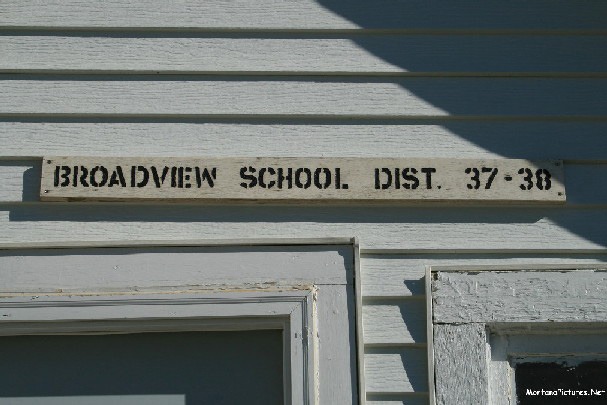 BROADVIEW SCHOOL DIST. 37-38
MontanaPictures.Net